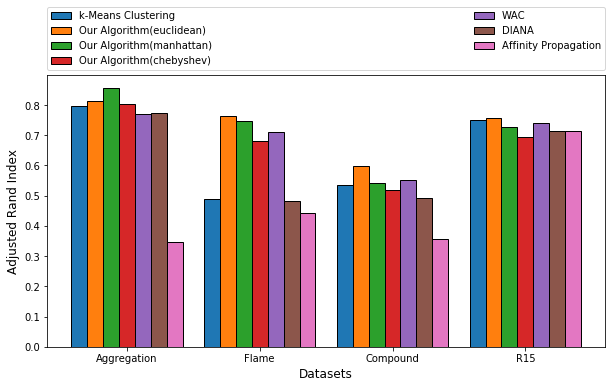 k-Means Clustering
Our Algorithm(euclidean)
Our Algorithm(manhattan)
Our Algorithm(chebyshev)
WAC
DIANA
Affinity Propagation
Adjusted Rand Index
0.8
0.7
0.6
0.5
0.4
0.3
0.2
0.1
0.0
Aggregation Flame Compound R15
Datasets